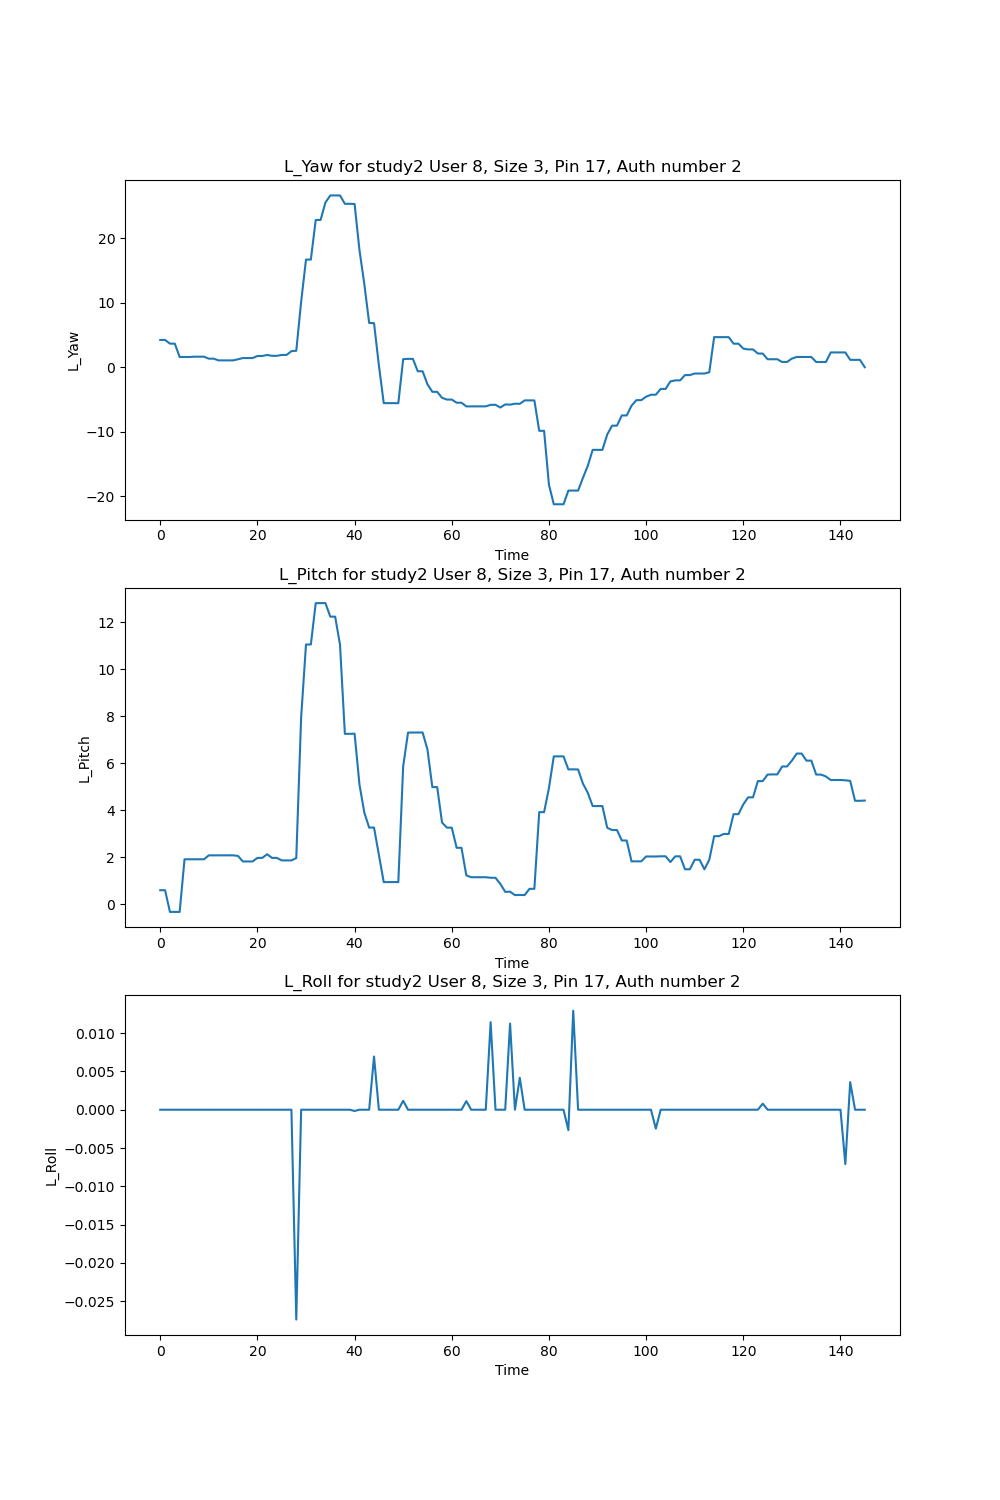 L_Yaw for study2 User 8, Size 3, Pin 17, Auth number 2
20
10
0
−10
−20
L_Yaw
0 20 40 60 80 100 120 140
Time
L_Pitch for study2 User 8, Size 3, Pin 17, Auth number 2
12
10
8
6
4
2
0
L_Pitch
0 20 40 60 80 100 120 140
Time
L_Roll for study2 User 8, Size 3, Pin 17, Auth number 2
0.010
0.005
0.000
−0.005
−0.010
−0.015
−0.020
−0.025
L_Roll
0 20 40 60 80 100 120 140
Time